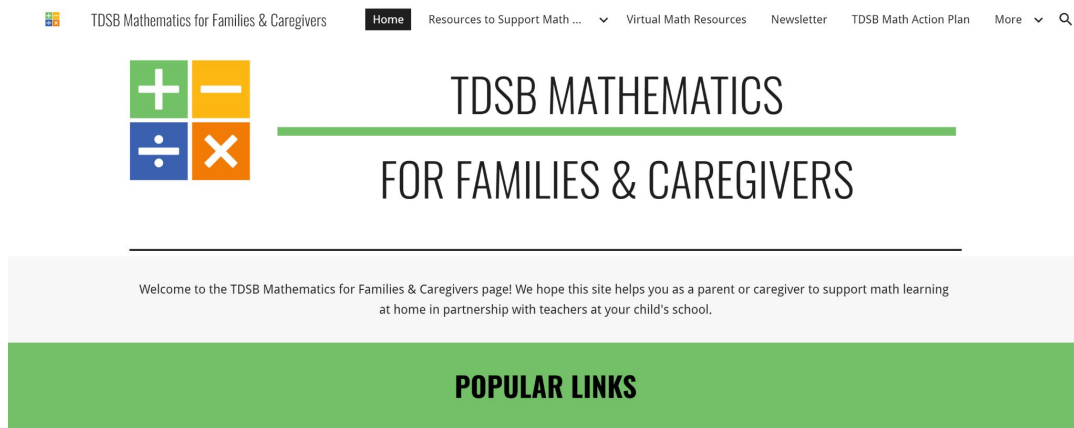 TDSB Mathematics for Families & Caregivers
Home
Resources to Support Math ...
Virtual Math Resources
Newsletter
TDSB Math Action Plan
More
TDSB MATHEMATICS
FOR FAMILIES & CAREGIVERS
Welcome to the TDSB Mathematics for Families & Caregivers page! We hope this site helps you as a parent or caregiver to support math learning
at home in partnership with teachers at your child's school.
POPULAR LINKS